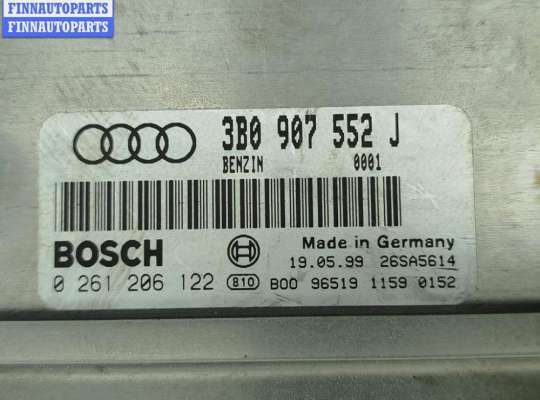 FINNAUTOPARTS
FINNAUTOPARTS
3B0 907 552 J
BENZIN 0001
BOSCH
Made in Germany
19.05.99 26SA5614
0 261 206 122 810 B00 96519 1159 0152